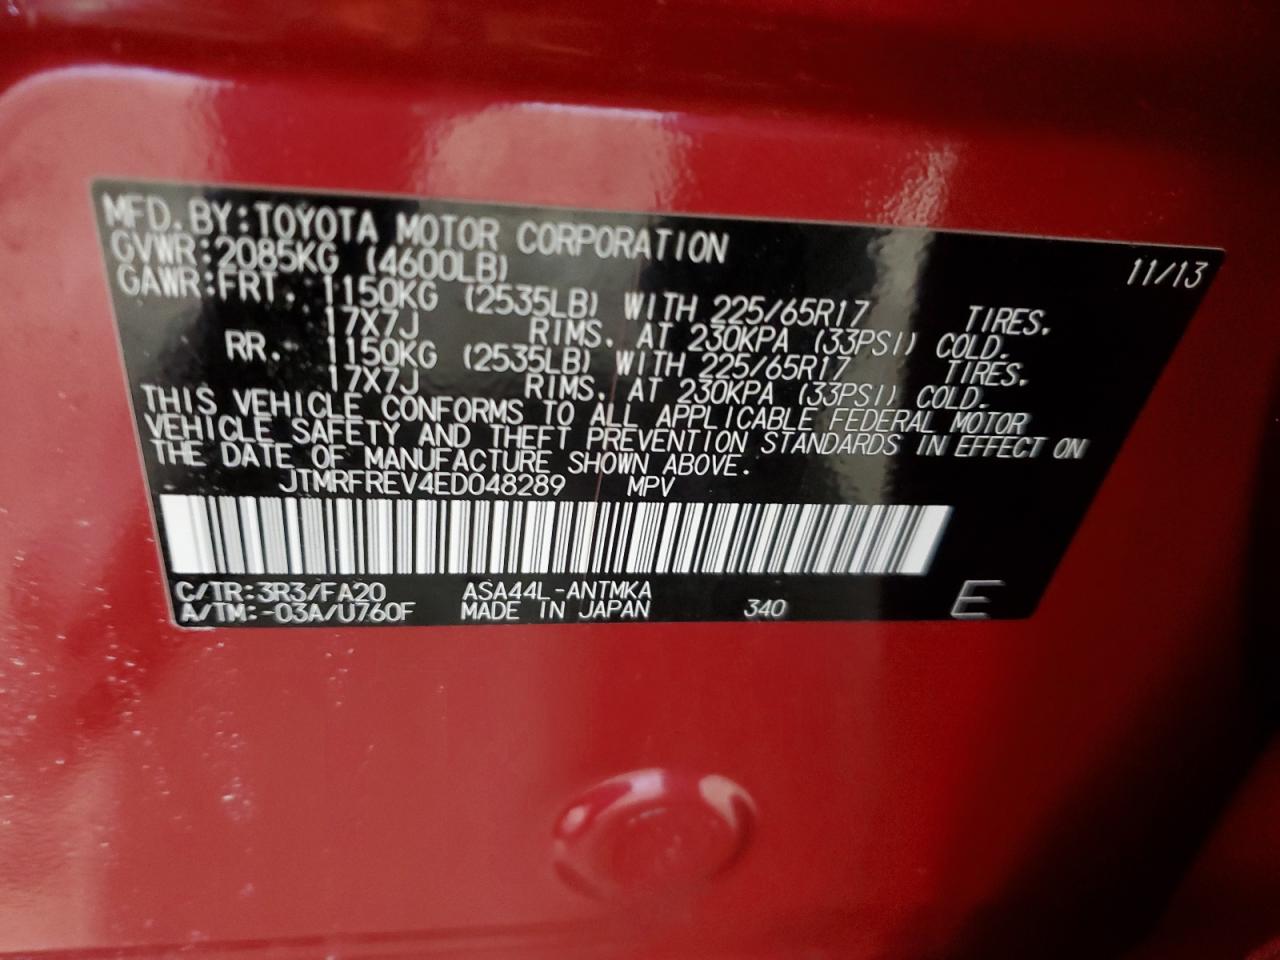 MFD. BY: TOYOTA MOTOR CORPORATION 11/13
GVWR: 2085KG (4600LB)
GAWR: FRT. 1150KG (2535LB) WITH 225/65R17 TIRES.
17X7J RIMS. AT 230KPA (33PSI) COLD.
RR. 1150KG (2535LB) WITH 225/65R17 TIRES.
17X7J RIMS. AT 230KPA (33PSI) COLD.
THIS VEHICLE CONFORMS TO ALL APPLICABLE FEDERAL MOTOR
VEHICLE SAFETY AND THEFT PREVENTION STANDARDS IN EFFECT ON
THE DATE OF MANUFACTURE SHOWN ABOVE.
JTMRFREV4ED048289 MPV
C/TR: 3R3/FA20 ASA44L-ANTMKA
A/TM: -03A/U760F MADE IN JAPAN 340 E